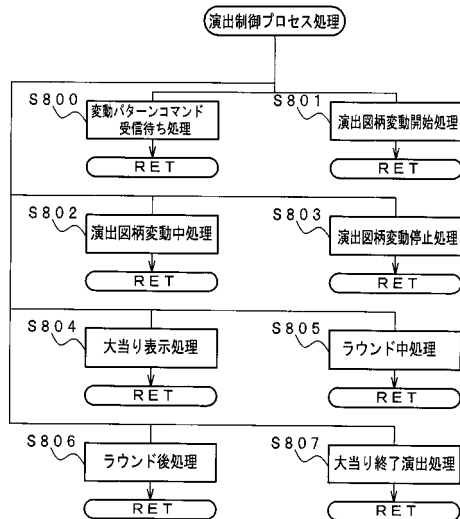 演出制御プロセス処理
S800
変動パターンコマンド
受信待ち処理
RET
S801
演出図柄変動開始処理
RET
S802
演出図柄変動中処理
RET
S803
演出図柄変動停止処理
RET
S804
大当り表示処理
RET
S805
ラウンド中処理
RET
S806
ラウンド後処理
RET
S807
大当り終了演出処理
RET